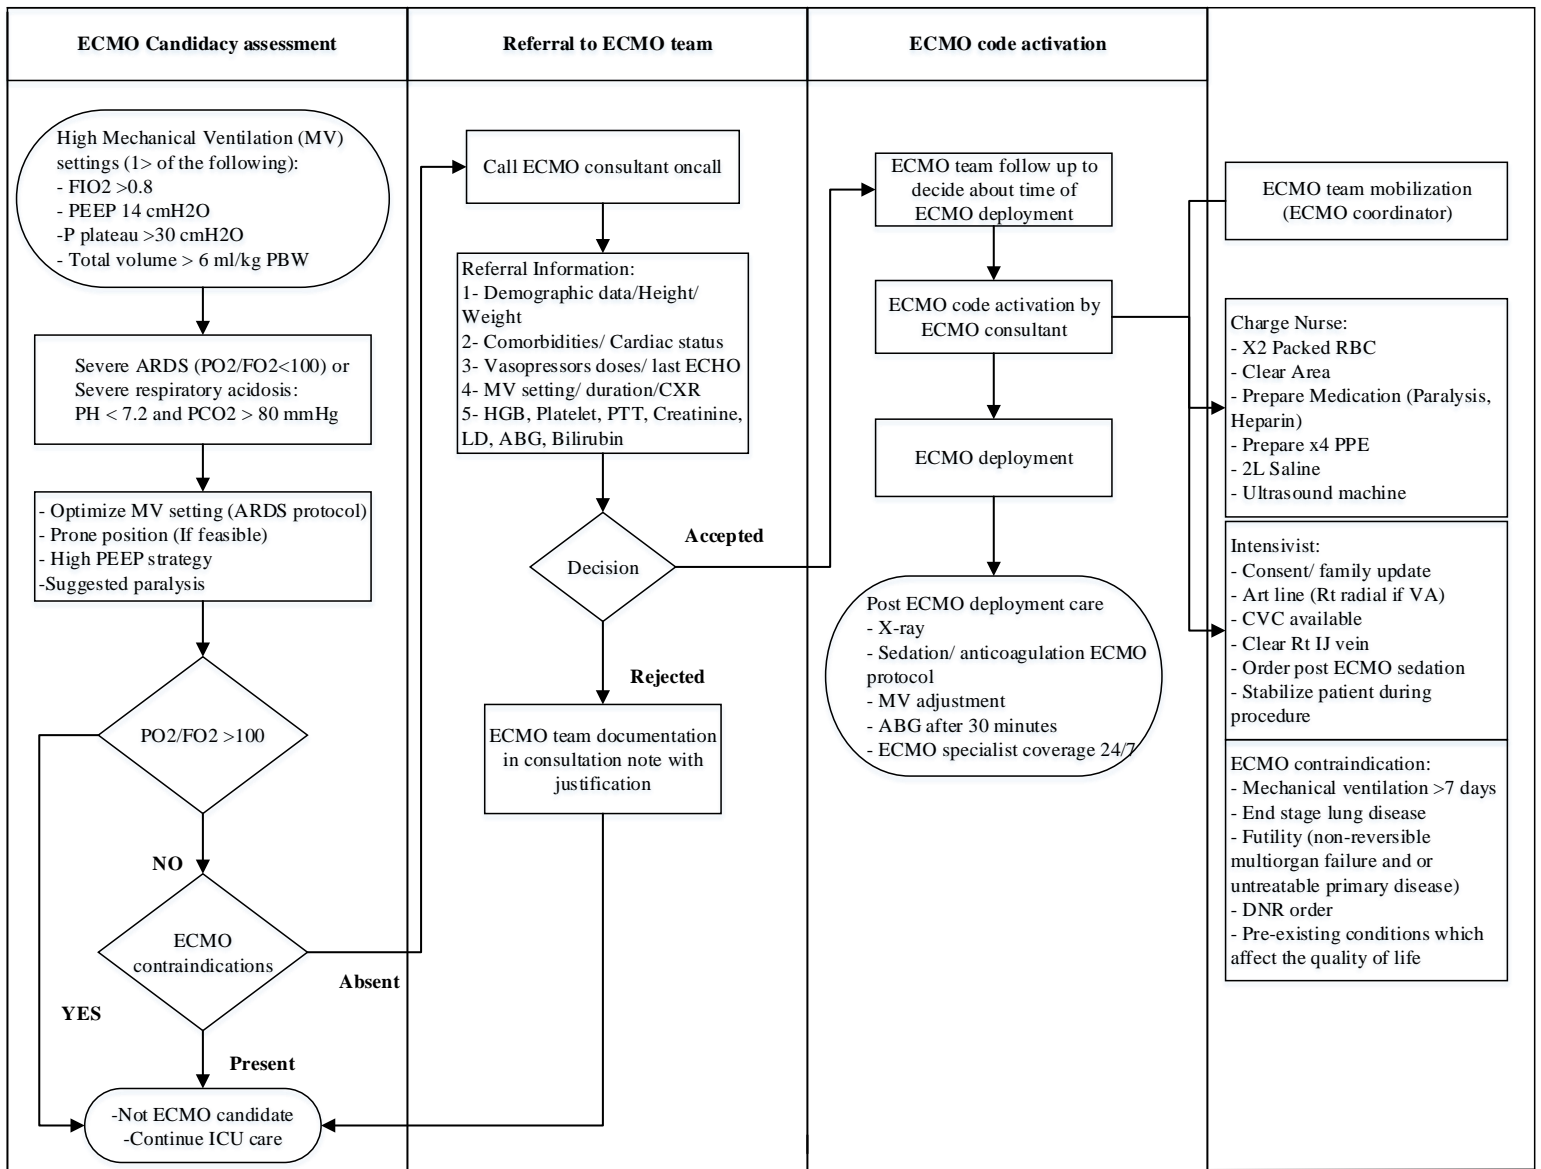 ECMO Candidacy assessment
High Mechanical Ventilation (MV)
settings (1> of the following):
- FIO2 >0.8
- PEEP 14 cmH2O
-P plateau >30 cmH2O
- Total volume > 6 ml/kg PBW
Severe ARDS (PO2/FO2<100) or
Severe respiratory acidosis:
PH < 7.2 and PCO2 > 80 mmHg
- Optimize MV setting (ARDS protocol)
- Prone position (If feasible)
- High PEEP strategy
-Suggested paralysis
PO2/FO2 >100
NO
YES
ECMO
contraindications
Absent
Present
-Not ECMO candidate
-Continue ICU care
Referral to ECMO team
Call ECMO consultant oncall
Referral Information:
1- Demographic data/Height/
Weight
2- Comorbidities/ Cardiac status
3- Vasopressors doses/ last ECHO
4- MV setting/ duration/CXR
5- HGB, Platelet, PTT, Creatinine,
LD, ABG, Bilirubin
Decision
Accepted
Rejected
ECMO team documentation
in consultation note with
justification
ECMO code activation
ECMO team follow up to
decide about time of
ECMO deployment
ECMO code activation by
ECMO consultant
ECMO deployment
Post ECMO deployment care
- X-ray
- Sedation/ anticoagulation ECMO
protocol
- MV adjustment
- ABG after 30 minutes
- ECMO specialist coverage 24/7
ECMO team mobilization
(ECMO coordinator)
Charge Nurse:
- X2 Packed RBC
- Clear Area
- Prepare Medication (Paralysis,
Heparin)
- Prepare x4 PPE
- 2L Saline
- Ultrasound machine
Intensivist:
- Consent/ family update
- Art line (Rt radial if VA)
- CVC available
- Clear Rt IJ vein
- Order post ECMO sedation
- Stabilize patient during
procedure
ECMO contraindication:
- Mechanical ventilation >7 days
- End stage lung disease
- Futility (non-reversible
multiorgan failure and or
untreatable primary disease)
- DNR order
- Pre-existing conditions which
affect the quality of life